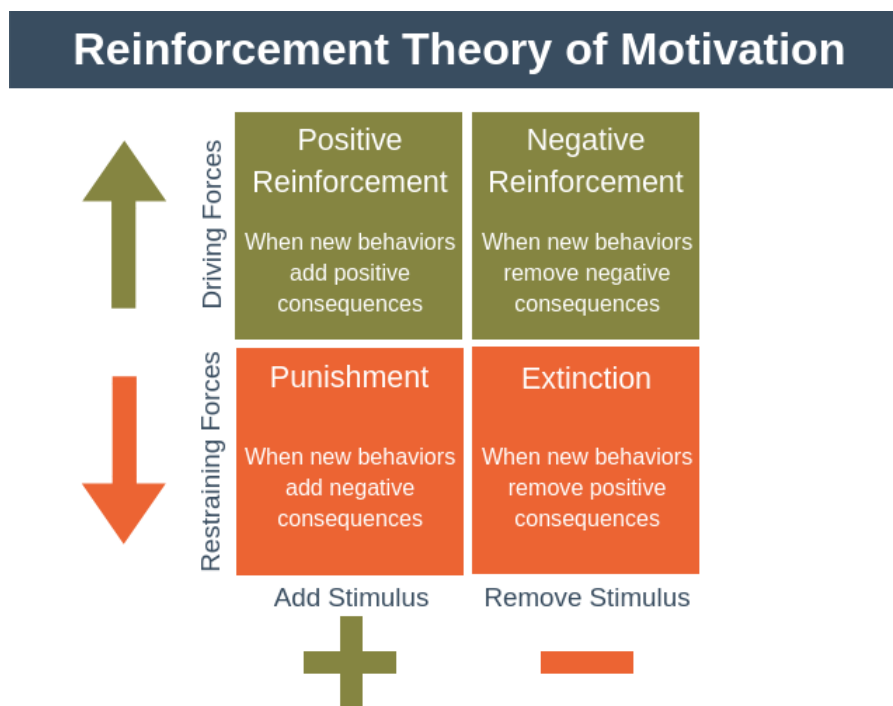 Reinforcement Theory of Motivation
Driving Forces
Positive
Reinforcement
When new behaviors
add positive
consequences
Negative
Reinforcement
When new behaviors
remove negative
consequences
Restraining Forces
Punishment
When new behaviors
add negative
consequences
Extinction
When new behaviors
remove positive
consequences
Add Stimulus
Remove Stimulus